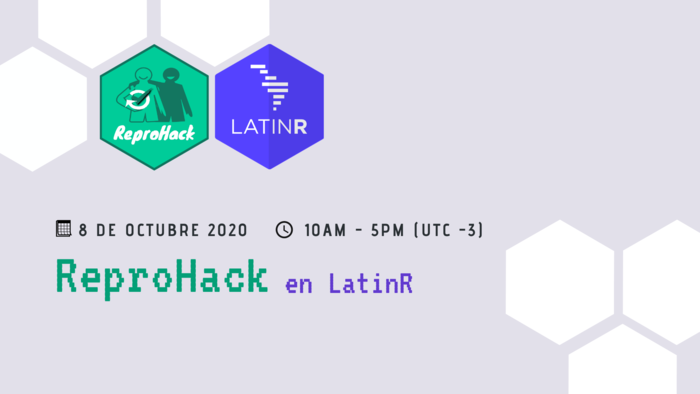 ReproHack
LATINR
8 DE OCTUBRE 2020 10AM - 5PM (UTC -3)
ReproHack en LatinR